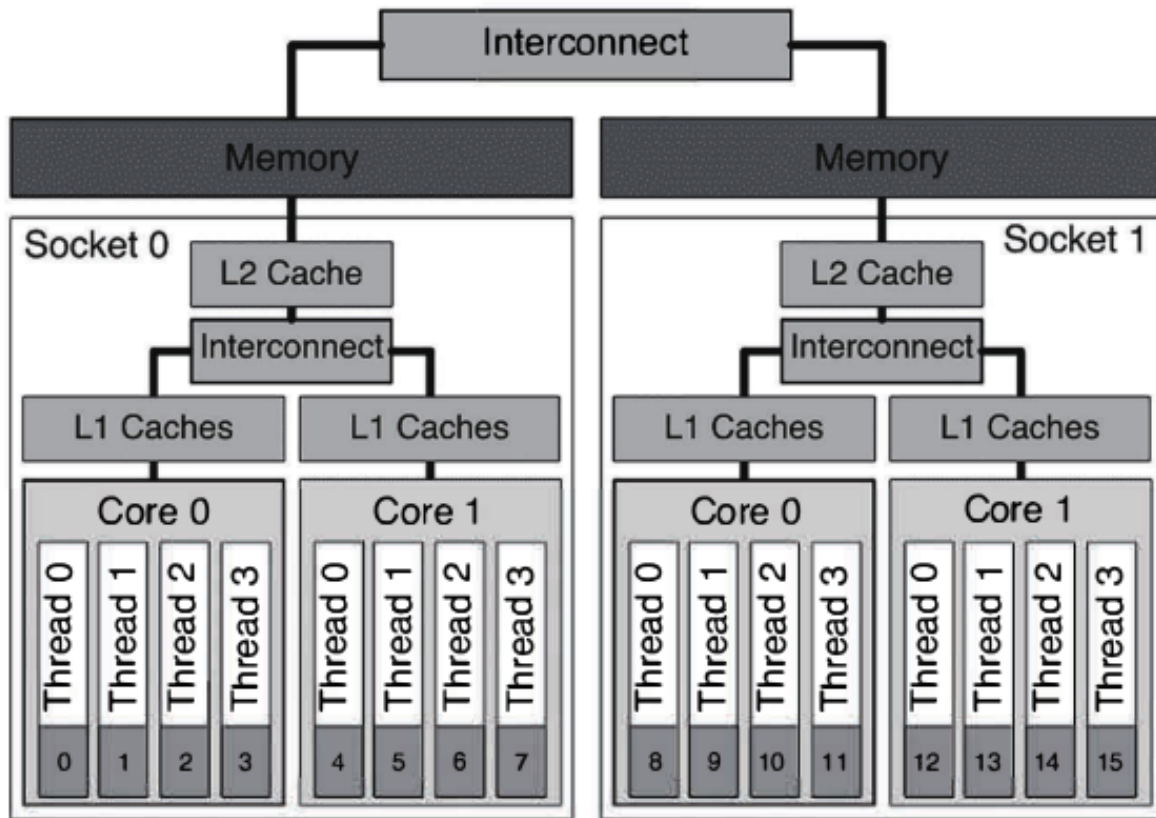 Interconnect
Memory
Memory
Socket 0
Socket 1
L2 Cache
L2 Cache
Interconnect
Interconnect
L1 Caches
L1 Caches
L1 Caches
L1 Caches
Core 0
Core 1
Core 0
Core 1
Thread 0
Thread 1
Thread 2
Thread 3
Thread 0
Thread 1
Thread 2
Thread 3
Thread 0
Thread 1
Thread 2
Thread 3
Thread 0
Thread 1
Thread 2
Thread 3
0
1
2
3
4
5
6
7
8
9
10
11
12
13
14
15